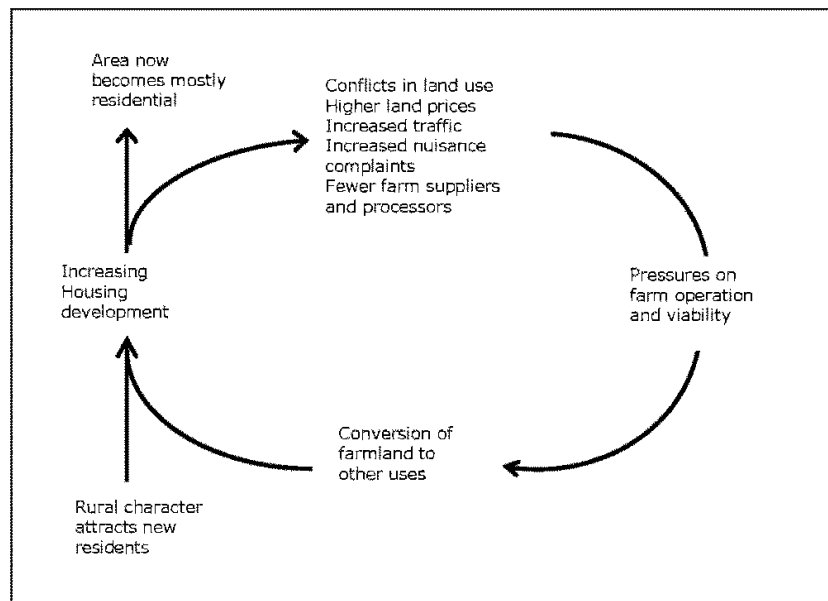 Area now
becomes mostly
residential
Conflicts in land use
Higher land prices
Increased traffic
Increased nuisance
complaints
Fewer farm suppliers
and processors
Increasing
Housing
development
Pressures on
farm operation
and viability
Conversion of
farmland to
other uses
Rural character
attracts new
residents